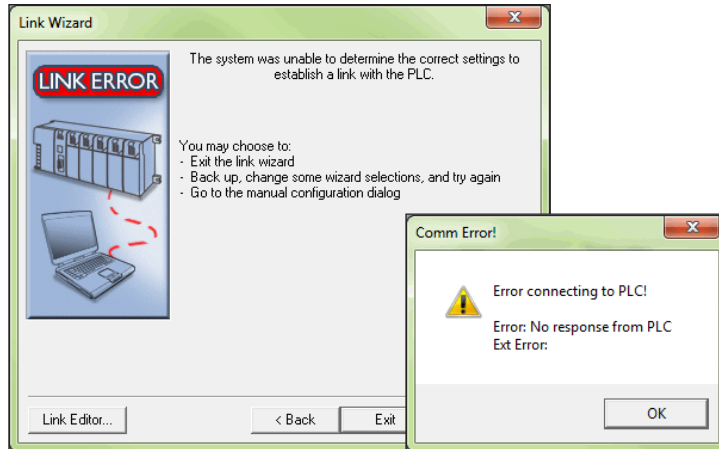 Link Wizard
The system was unable to determine the correct settings to
establish a link with the PLC.
LINK ERROR
You may choose to:
- Exit the link wizard
- Back up, change some wizard selections, and try again
- Go to the manual configuration dialog
Link Editor...
< Back
Exit
Comm Error!
Error connecting to PLC!
Error: No response from PLC
Ext Error:
OK